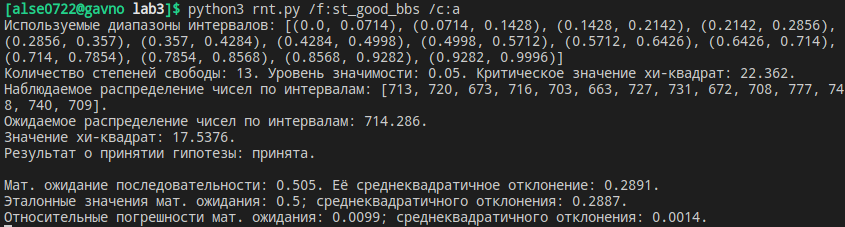 [alse0722@gavno lab3]$ python3 rnt.py /f:st_good_bbs /c:a
Используемые диапазоны интервалов: [(0.0, 0.0714), (0.0714, 0.1428), (0.1428, 0.2142), (0.2142, 0.2856),
(0.2856, 0.357), (0.357, 0.4284), (0.4284, 0.4998), (0.4998, 0.5712), (0.5712, 0.6426), (0.6426, 0.714),
(0.714, 0.7854), (0.7854, 0.8568), (0.8568, 0.9282), (0.9282, 0.9996)]
Количество степеней свободы: 13. Уровень значимости: 0.05. Критическое значение хи-квадрат: 22.362.
Наблюдаемое распределение чисел по интервалам: [713, 720, 673, 716, 703, 663, 727, 731, 672, 708, 777, 74
8, 740, 709].
Ожидаемое распределение чисел по интервалам: 714.286.
Значение хи-квадрат: 17.5376.
Результат о принятии гипотезы: принята.
Мат. ожидание последовательности: 0.505. Её среднеквадратичное отклонение: 0.2891.
Эталонные значения мат. ожидания: 0.5; среднеквадратичного отклонения: 0.2887.
Относительные погрешности мат. ожидания: 0.0099; среднеквадратичного отклонения: 0.0014.